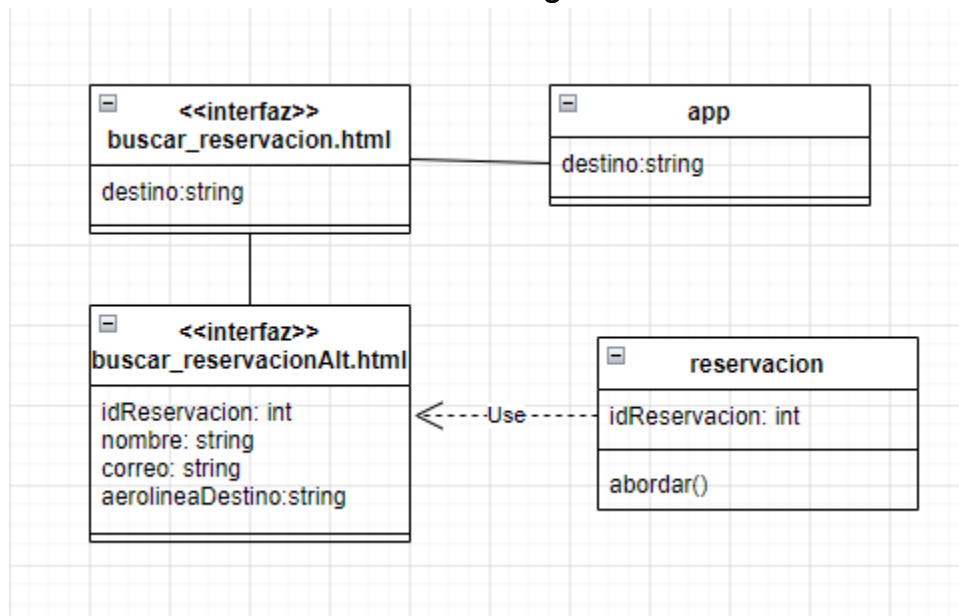 <<interfaz>>
buscar_reservacion.html
destino:string
app
destino:string
<<interfaz>>
buscar_reservacionAlt.html
idReservacion: int
nombre: string
correo: string
aerolineaDestino:string
Use
reservacion
idReservacion: int
abordar()